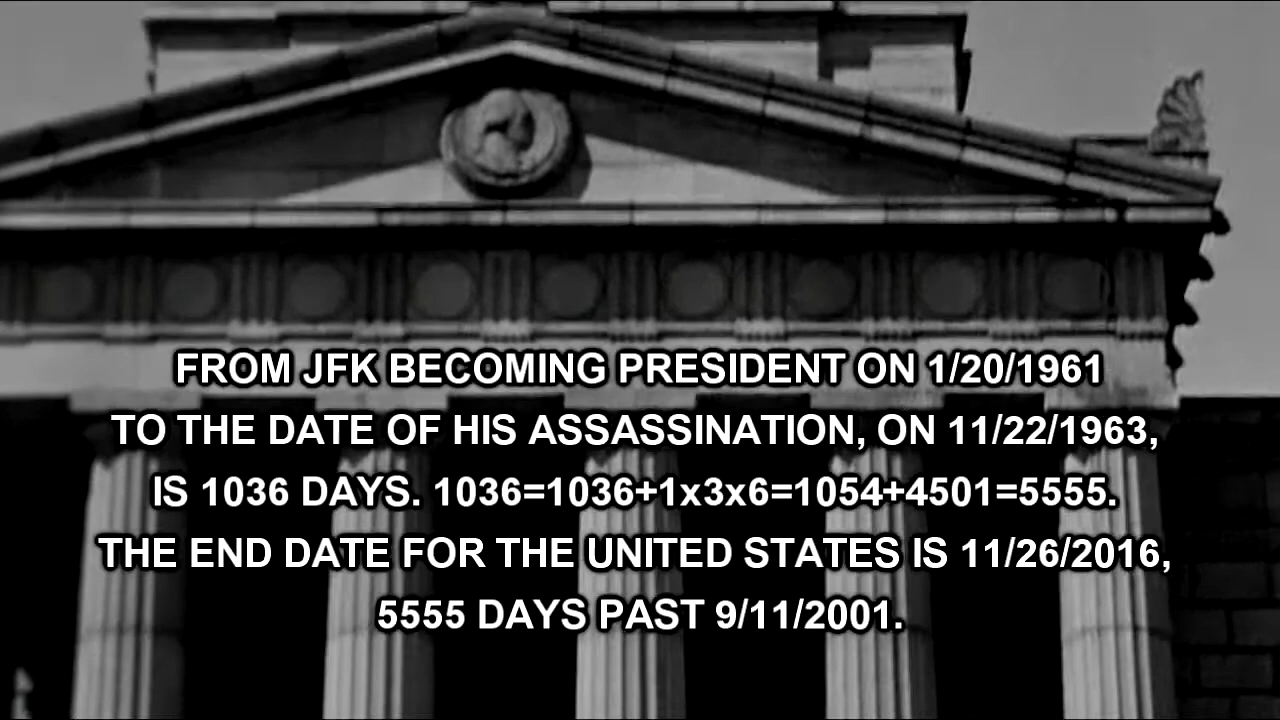 FROM JFK BECOMING PRESIDENT ON 1/20/1961
TO THE DATE OF HIS ASSASSINATION, ON 11/22/1963,
IS 1036 DAYS. 1036=1036+1x3x6=1054+4501=5555.
THE END DATE FOR THE UNITED STATES IS 11/26/2016,
5555 DAYS PAST 9/11/2001.